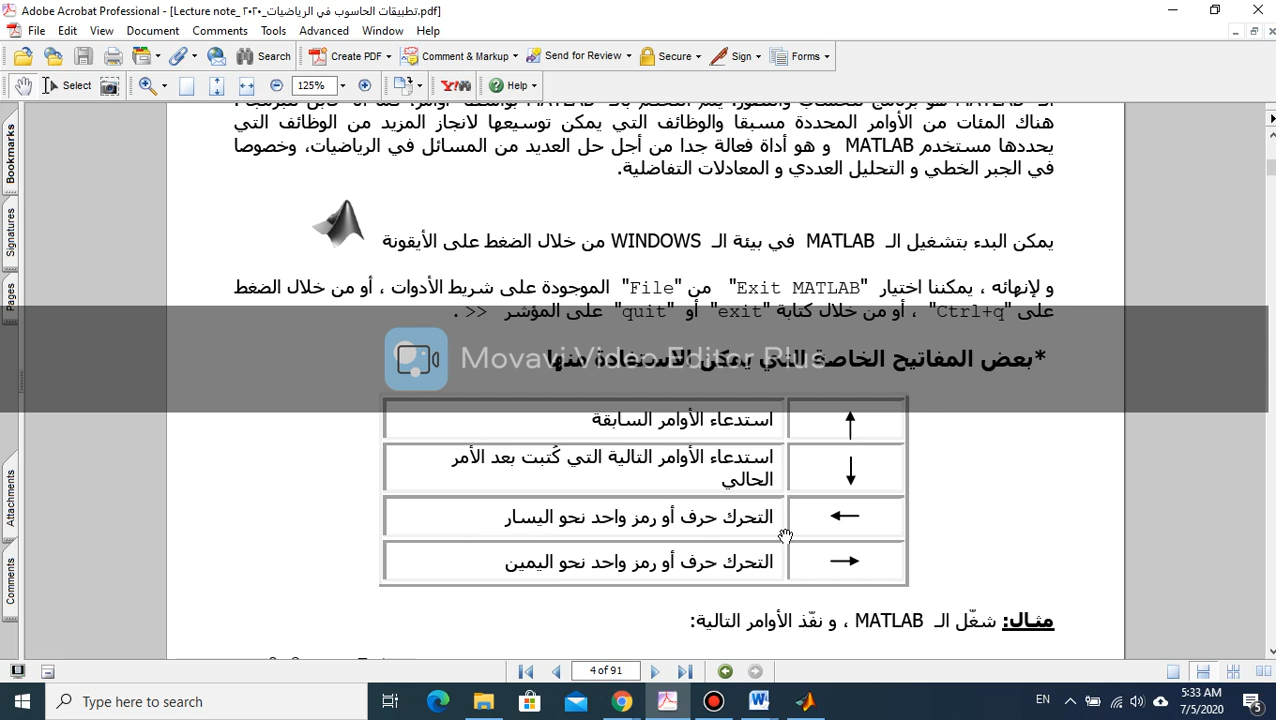 Adobe Acrobat Professional - [Lecture note_ ٢٠٢٠_تطبيقات الحاسوب في الرياضيات.pdf]
File Edit View Document Comments Tools Advanced Window Help
Search Create PDF Comment & Markup Send for Review Secure Sign Forms
Select 125% Y! Help
هناك المئات من الأوامر المحددة مسبقا والوظائف التي يمكن توسيعها لانجاز المزيد من الوظائف التي
يحددها مستخدم MATLAB و هو أداة فعالة جدا من أجل حل العديد من المسائل في الرياضيات، وخصوصا
في الجبر الخطي و التحليل العددي و المعادلات التفاضلية.
يمكن البدء بتشغيل الـ MATLAB في بيئة الـ WINDOWS من خلال الضغط على الأيقونة
و لإنهائه ، يمكننا اختيار "Exit MATLAB" من "File" الموجودة على شريط الأدوات ، أو من خلال الضغط
على "Ctrl+q" ، أو من خلال كتابة "exit" أو "quit" على المؤشر >> .
Movavi Video Editor Plus
*بعض المفاتيح الخاصة التي يمكن الاستفادة منها
↑ استدعاء الأوامر السابقة
↓ استدعاء الأوامر التالية التي كُتبت بعد الأمر
الحالي
← التحرك حرف أو رمز واحد نحو اليسار
→ التحرك حرف أو رمز واحد نحو اليمين
مثـال: شغّل الـ MATLAB ، و نفّذ الأوامر التالية:
Bookmarks
Signatures
Pages
Attachments
Comments
4 of 91
Type here to search
EN
5:33 AM
7/5/2020
5